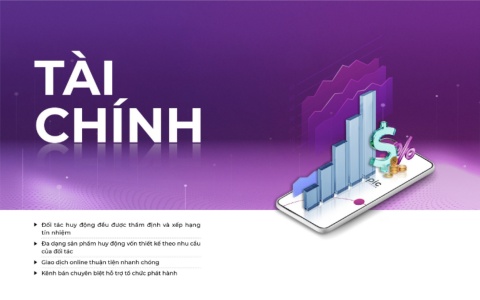 TÀI
CHÍNH
Đối tác huy động đều được thẩm định và xếp hạng
tín nhiệm
Đa dạng sản phẩm huy động vốn thiết kế theo nhu cầu
của đối tác
Giao dịch online thuận tiện nhanh chóng
Kênh bán chuyên biệt hỗ trợ tổ chức phát hành
$%